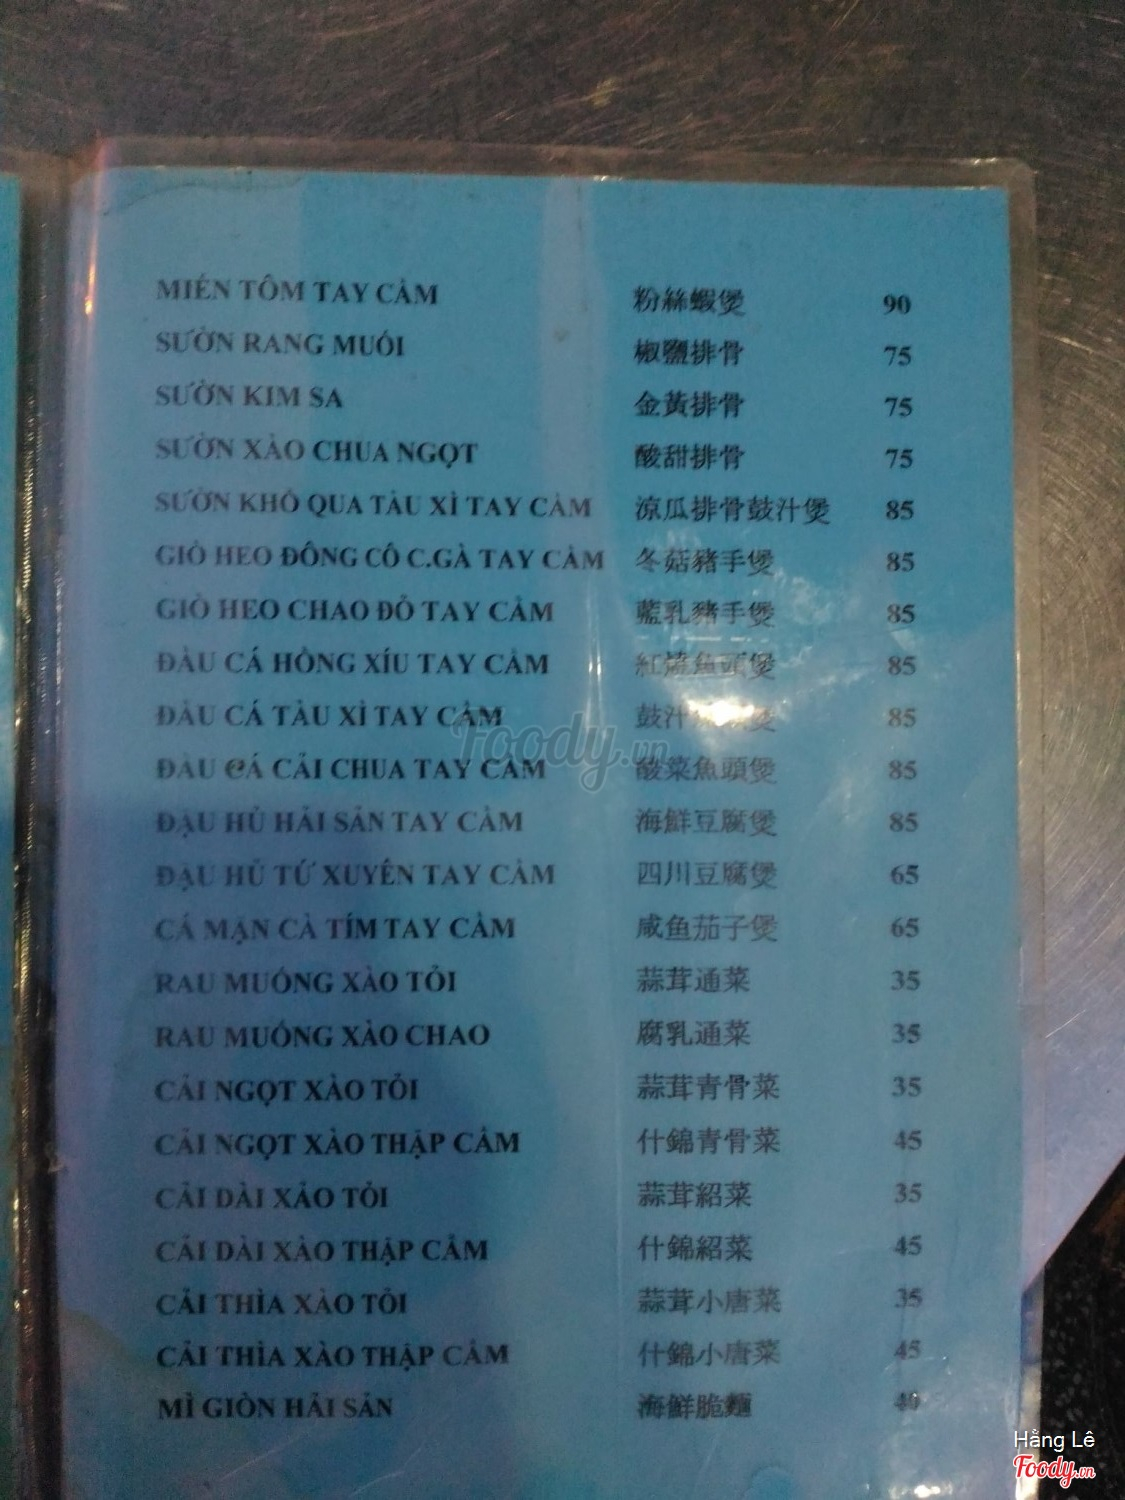 MIẾN TÔM TAY CẦM 粉絲蝦煲 90
SƯỜN RANG MUỐI 椒鹽排骨 75
SƯỜN KIM SA 金黃排骨 75
SƯỜN XÀO CHUA NGỌT 酸甜排骨 75
SƯỜN KHỔ QUA TÀU XÌ TAY CẦM 涼瓜排骨鼓汁煲 85
GIÒ HEO ĐÔNG CÔ C.GÀ TAY CẦM 冬菇豬手煲 85
GIÒ HEO CHAO ĐỎ TAY CẦM 藍乳豬手煲 85
ĐẦU CÁ HỒNG XÍU TAY CẦM 紅燒魚頭煲 85
ĐẦU CÁ TÀU XÌ TAY CẦM 鼓汁 煲 85
ĐẦU CÁ CẢI CHUA TAY CẦM 酸菜魚頭煲 85
ĐẬU HỦ HẢI SẢN TAY CẦM 海鮮豆腐煲 85
ĐẬU HỦ TỨ XUYÊN TAY CẦM 四川豆腐煲 65
CÁ MẶN CÀ TÍM TAY CẦM 咸鱼茄子煲 65
RAU MUỐNG XÀO TỎI 蒜茸通菜 35
RAU MUỐNG XÀO CHAO 腐乳通菜 35
CẢI NGỌT XÀO TỎI 蒜茸青骨菜 35
CẢI NGỌT XÀO THẬP CẨM 什錦青骨菜 45
CẢI DÀI XẢO TỎI 蒜茸紹菜 35
CẢI DÀI XÀO THẬP CẨM 什錦紹菜 45
CẢI THÌA XÀO TỎI 蒜茸小唐菜 35
CẢI THÌA XÀO THẬP CẨM 什錦小唐菜 45
MÌ GIÒN HẢI SẢN 海鮮脆麵 40
Foody.vn
Hằng Lê
Foody.vn